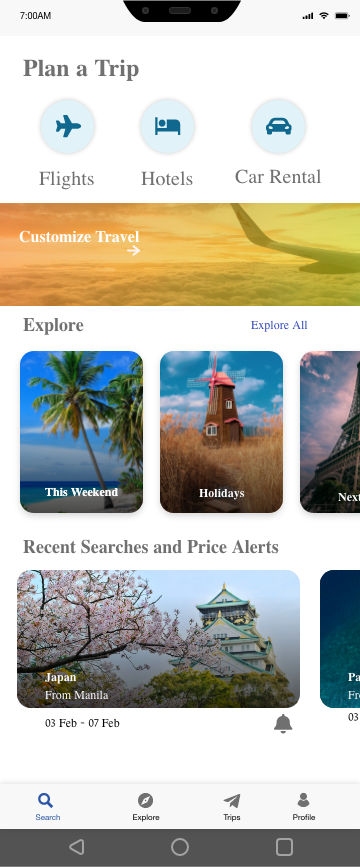 7:00AM
Plan a Trip
Flights
Hotels
Car Rental
Customize Travel
Explore
Explore All
This Weekend
Holidays
Next
Recent Searches and Price Alerts
Japan
From Manila
03 Feb - 07 Feb
Pa
Fr
03
Search
Explore
Trips
Profile